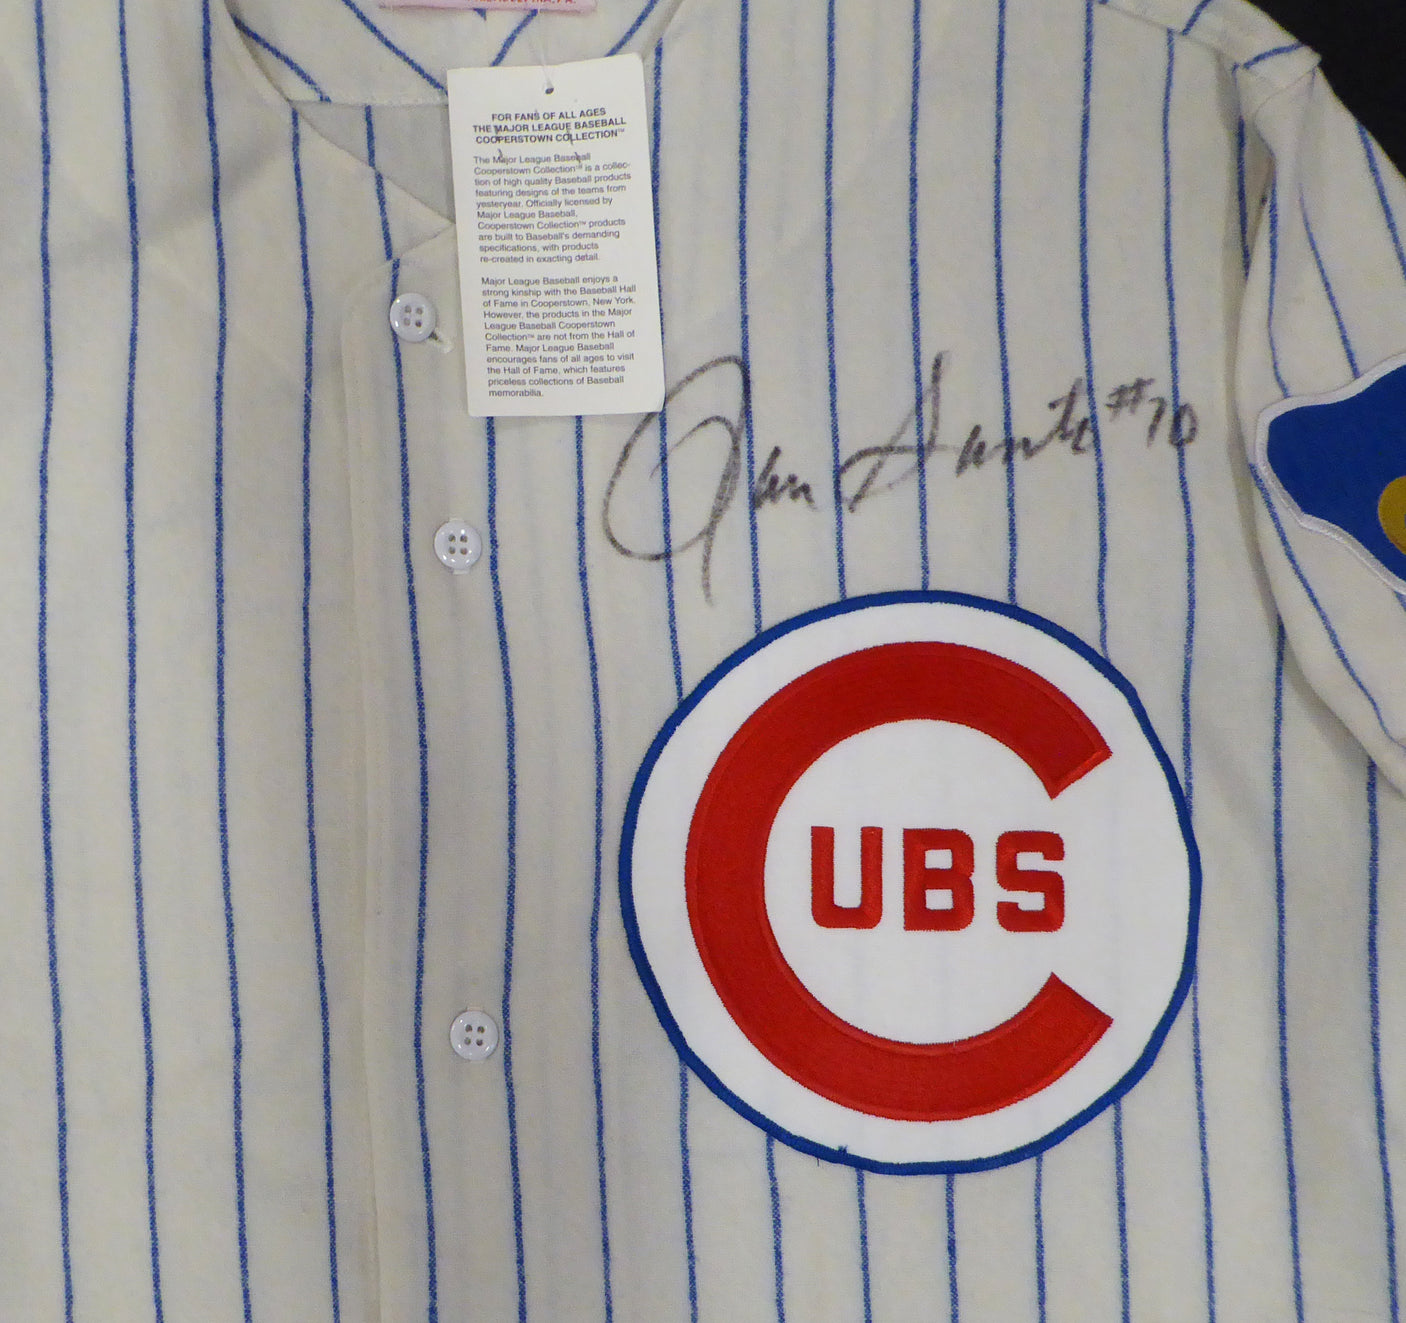 FOR FANS OF ALL AGES
THE MAJOR LEAGUE BASEBALL
COOPERSTOWN COLLECTION™
The Major League Baseball
Cooperstown Collection™ is a collec-
tion of high quality Baseball products
featuring designs of the teams from
yesteryear. Officially licensed by
Major League Baseball,
Cooperstown Collection™ products
are built to Baseball's demanding
specifications, with products
re-created in exacting detail.
Major League Baseball enjoys a
strong kinship with the Baseball Hall
of Fame in Cooperstown, New York.
However, the products in the Major
League Baseball Cooperstown
Collection™ are not from the Hall of
Fame. Major League Baseball
encourages fans of all ages to visit
the Hall of Fame, which features
priceless collections of Baseball
memorabilia.
Ron Santo #10
CUBS